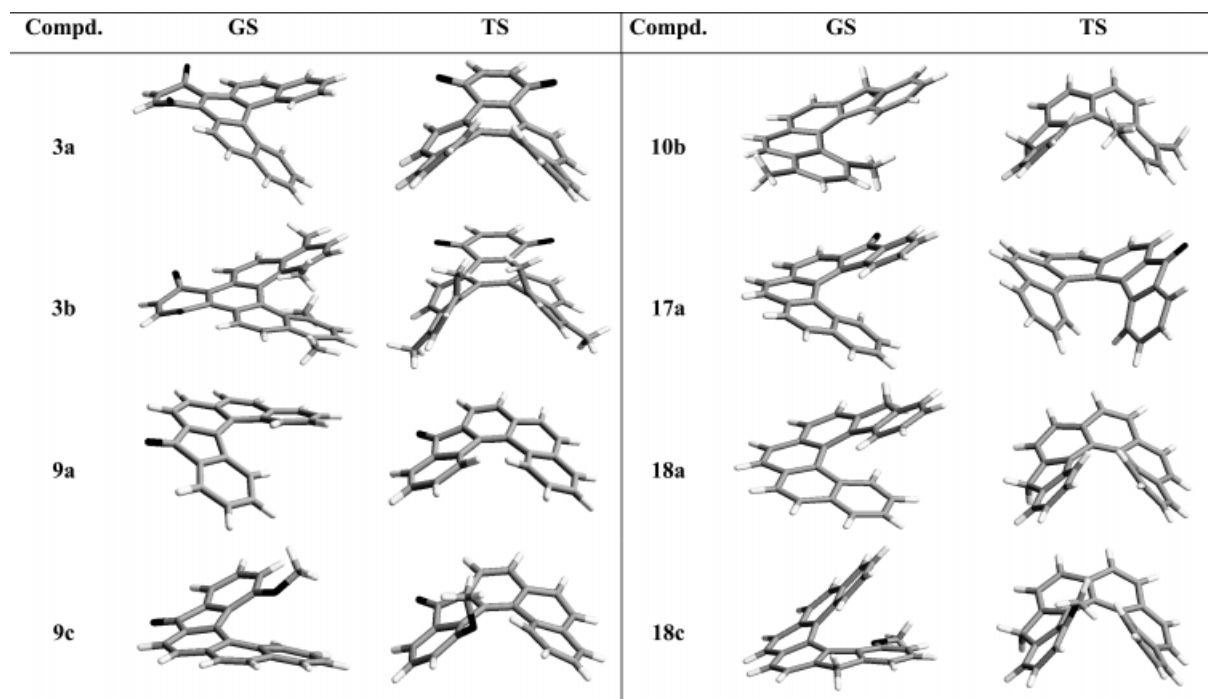 Compd. GS TS Compd. GS TS
3a 10b
3b 17a
9a 18a
9c 18c